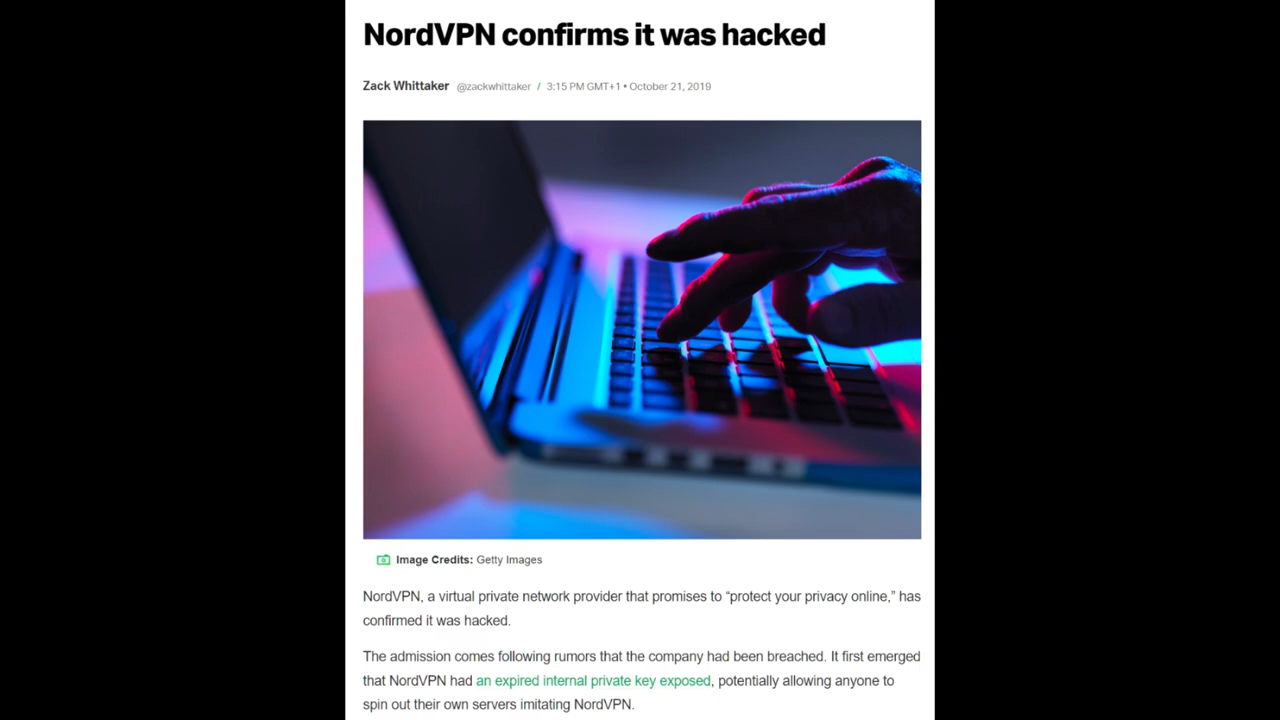 NordVPN confirms it was hacked
Zack Whittaker @zackwhittaker / 3:15 PM GMT+1 • October 21, 2019
Image Credits: Getty Images
NordVPN, a virtual private network provider that promises to “protect your privacy online,” has
confirmed it was hacked.
The admission comes following rumors that the company had been breached. It first emerged
that NordVPN had an expired internal private key exposed, potentially allowing anyone to
spin out their own servers imitating NordVPN.